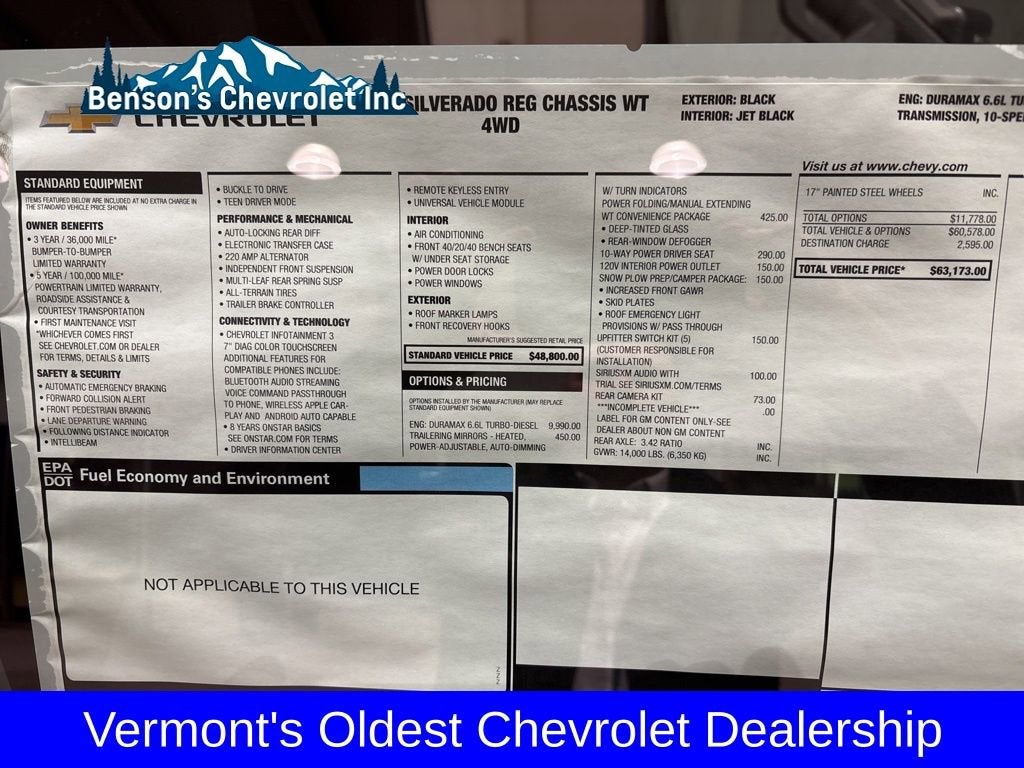 Benson's Chevrolet Inc
CHEVROLET
SILVERADO REG CHASSIS WT
4WD
EXTERIOR: BLACK
INTERIOR: JET BLACK
ENG: DURAMAX 6.6L TU
TRANSMISSION, 10-SPE
STANDARD EQUIPMENT
ITEMS FEATURED BELOW ARE INCLUDED AT NO EXTRA CHARGE IN
THE STANDARD VEHICLE PRICE SHOWN
OWNER BENEFITS
• 3 YEAR / 36,000 MILE*
BUMPER-TO-BUMPER
LIMITED WARRANTY
• 5 YEAR / 100,000 MILE*
POWERTRAIN LIMITED WARRANTY,
ROADSIDE ASSISTANCE &
COURTESY TRANSPORTATION
• FIRST MAINTENANCE VISIT
*WHICHEVER COMES FIRST
SEE CHEVROLET.COM OR DEALER
FOR TERMS, DETAILS & LIMITS
SAFETY & SECURITY
• AUTOMATIC EMERGENCY BRAKING
• FORWARD COLLISION ALERT
• FRONT PEDESTRIAN BRAKING
• LANE DEPARTURE WARNING
• FOLLOWING DISTANCE INDICATOR
• INTELLIBEAM
• BUCKLE TO DRIVE
• TEEN DRIVER MODE
PERFORMANCE & MECHANICAL
• AUTO-LOCKING REAR DIFF
• ELECTRONIC TRANSFER CASE
• 220 AMP ALTERNATOR
• INDEPENDENT FRONT SUSPENSION
• MULTI-LEAF REAR SPRING SUSP
• ALL-TERRAIN TIRES
• TRAILER BRAKE CONTROLLER
CONNECTIVITY & TECHNOLOGY
• CHEVROLET INFOTAINMENT 3
7" DIAG COLOR TOUCHSCREEN
ADDITIONAL FEATURES FOR
COMPATIBLE PHONES INCLUDE:
BLUETOOTH AUDIO STREAMING
VOICE COMMAND PASSTHROUGH
TO PHONE, WIRELESS APPLE CAR-
PLAY AND ANDROID AUTO CAPABLE
• 8 YEARS ONSTAR BASICS
SEE ONSTAR.COM FOR TERMS
• DRIVER INFORMATION CENTER
• REMOTE KEYLESS ENTRY
• UNIVERSAL VEHICLE MODULE
INTERIOR
• AIR CONDITIONING
• FRONT 40/20/40 BENCH SEATS
W/ UNDER SEAT STORAGE
• POWER DOOR LOCKS
• POWER WINDOWS
EXTERIOR
• ROOF MARKER LAMPS
• FRONT RECOVERY HOOKS
MANUFACTURER'S SUGGESTED RETAIL PRICE
STANDARD VEHICLE PRICE $48,800.00
OPTIONS & PRICING
OPTIONS INSTALLED BY THE MANUFACTURER (MAY REPLACE
STANDARD EQUIPMENT SHOWN)
ENG: DURAMAX 6.6L TURBO-DIESEL 9,990.00
TRAILERING MIRRORS - HEATED, 450.00
POWER-ADJUSTABLE, AUTO-DIMMING
W/ TURN INDICATORS
POWER FOLDING/MANUAL EXTENDING
WT CONVENIENCE PACKAGE 425.00
• DEEP-TINTED GLASS
• REAR-WINDOW DEFOGGER
10-WAY POWER DRIVER SEAT 290.00
120V INTERIOR POWER OUTLET 150.00
SNOW PLOW PREP/CAMPER PACKAGE: 150.00
• INCREASED FRONT GAWR
• SKID PLATES
• ROOF EMERGENCY LIGHT
PROVISIONS W/ PASS THROUGH
UPFITTER SWITCH KIT (5) 150.00
(CUSTOMER RESPONSIBLE FOR
INSTALLATION)
SIRIUSXM AUDIO WITH 100.00
TRIAL SEE SIRIUSXM.COM/TERMS
REAR CAMERA KIT 73.00
***INCOMPLETE VEHICLE*** .00
LABEL FOR GM CONTENT ONLY-SEE
DEALER ABOUT NON GM CONTENT
REAR AXLE: 3.42 RATIO INC.
GVWR: 14,000 LBS. (6,350 KG) INC.
Visit us at www.chevy.com
17" PAINTED STEEL WHEELS INC.
TOTAL OPTIONS $11,778.00
TOTAL VEHICLE & OPTIONS $60,578.00
DESTINATION CHARGE 2,595.00
TOTAL VEHICLE PRICE* $63,173.00
EPA
DOT Fuel Economy and Environment
NOT APPLICABLE TO THIS VEHICLE
ZZZ
Vermont's Oldest Chevrolet Dealership